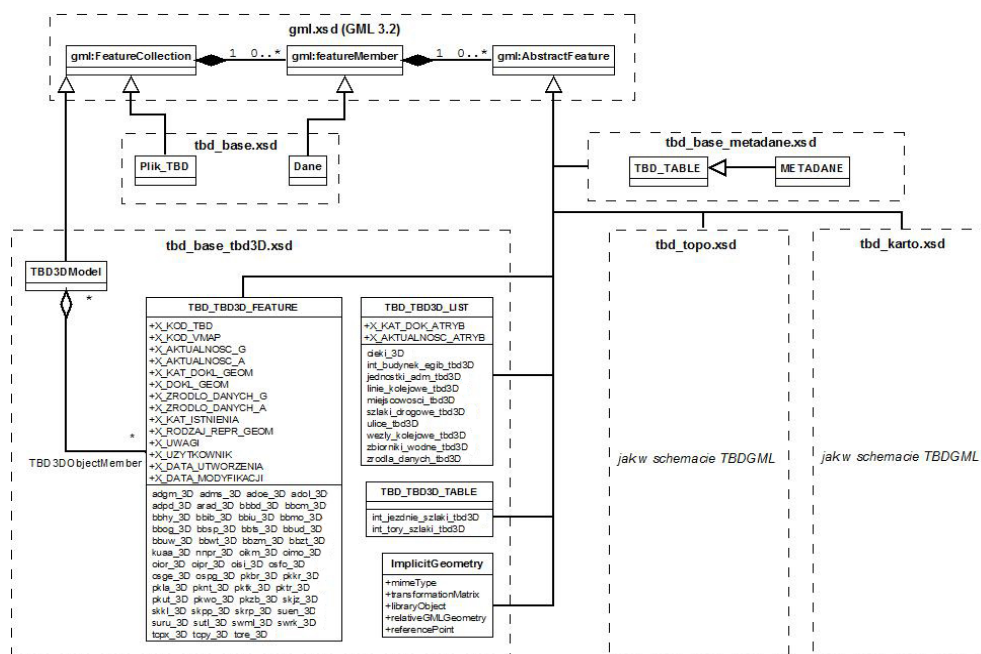 gml.xsd (GML 3.2)
gml:FeatureCollection 1 0..* gml:featureMember 1 0..* gml:AbstractFeature
tbd_base.xsd
Plik_TBD Dane
tbd_base_metadane.xsd
TBD_TABLE METADANE
tbd_base_tbd3D.xsd
TBD3DModel
*
*
TBD3DObjectMember
TBD_TBD3D_FEATURE
+X_KOD_TBD
+X_KOD_VMAP
+X_AKTUALNOSC_G
+X_AKTUALNOSC_A
+X_KAT_DOKL_GEOM
+X_DOKL_GEOM
+X_ZRODLO_DANYCH_G
+X_ZRODLO_DANYCH_A
+X_KAT_ISTNIENIA
+X_RODZAJ_REPR_GEOM
+X_UWAGI
+X_UZYTKOWNIK
+X_DATA_UTWORZENIA
+X_DATA_MODYFIKACJI
adgm_3D adms_3D adoe_3D adol_3D
adpd_3D arad_3D bbbd_3D bbcm_3D
bbhy_3D bbib_3D bbiu_3D bbmo_3D
bbog_3D bbsp_3D bbts_3D bbud_3D
bbuw_3D bbwt_3D bbzm_3D bbzt_3D
kuaa_3D nnpr_3D oikm_3D oimo_3D
oior_3D oipr_3D oisi_3D osfo_3D
osge_3D ospg_3D pkbr_3D pkkr_3D
pkla_3D pknt_3D pktk_3D pktr_3D
pkut_3D pkwo_3D pkzb_3D skjz_3D
skkl_3D skpp_3D skrp_3D suen_3D
suru_3D sutl_3D swml_3D swrk_3D
topx_3D topy_3D tore_3D
TBD_TBD3D_LIST
+X_KAT_DOK_ATRYB
+X_AKTUALNOSC_ATRYB
cieki_3D
int_budynek_egib_tbd3D
jednostki_adm_tbd3D
linie_kolejowe_tbd3D
miejscowosci_tbd3D
szlaki_drogowe_tbd3D
ulice_tbd3D
wezly_kolejowe_tbd3D
zbiorniki_wodne_tbd3D
zrodla_danych_tbd3D
TBD_TBD3D_TABLE
int_jezdnie_szlaki_tbd3D
int_tory_szlaki_tbd3D
ImplicitGeometry
+mimeType
+transformationMatrix
+libraryObject
+relativeGMLGeometry
+referencePoint
tbd_topo.xsd
jak w schemacie TBDGML
tbd_karto.xsd
jak w schemacie TBDGML